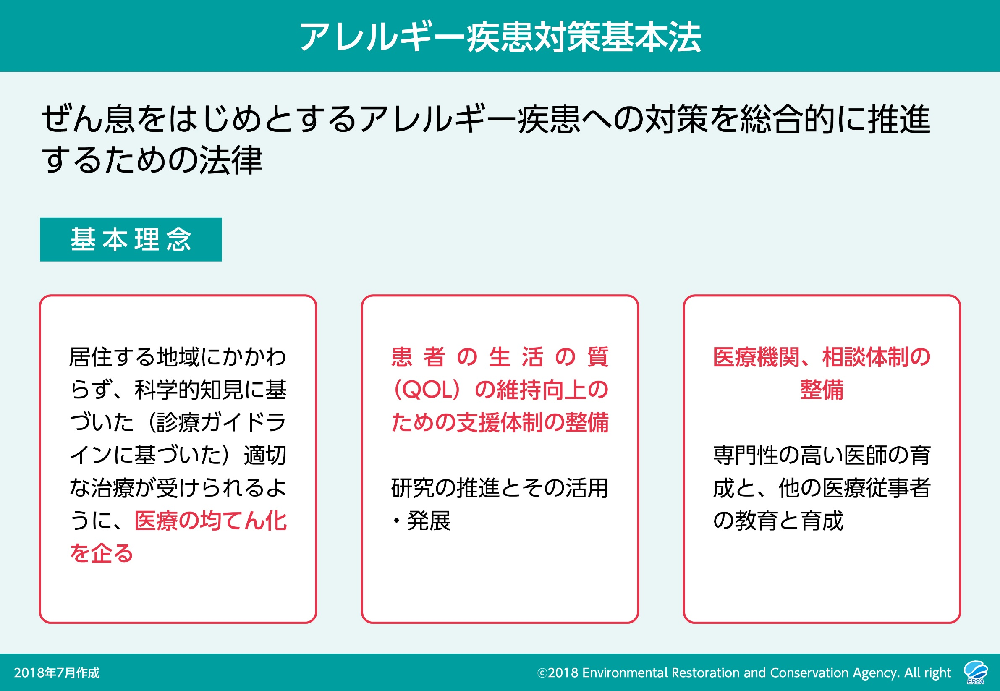 アレルギー疾患対策基本法
ぜん息をはじめとするアレルギー疾患への対策を総合的に推進
するための法律
基本理念
居住する地域にかかわ
らず、科学的知見に基
づいた（診療ガイドラ
インに基づいた）適切
な治療が受けられるよ
うに、医療の均てん化
を企る
患者の生活の質
（QOL）の維持向上の
ための支援体制の整備
研究の推進とその活用
・発展
医療機関、相談体制の
整備
専門性の高い医師の育
成と、他の医療従事者
の教育と育成
2018年7月作成
©2018 Environmental Restoration and Conservation Agency. All right
ERCA